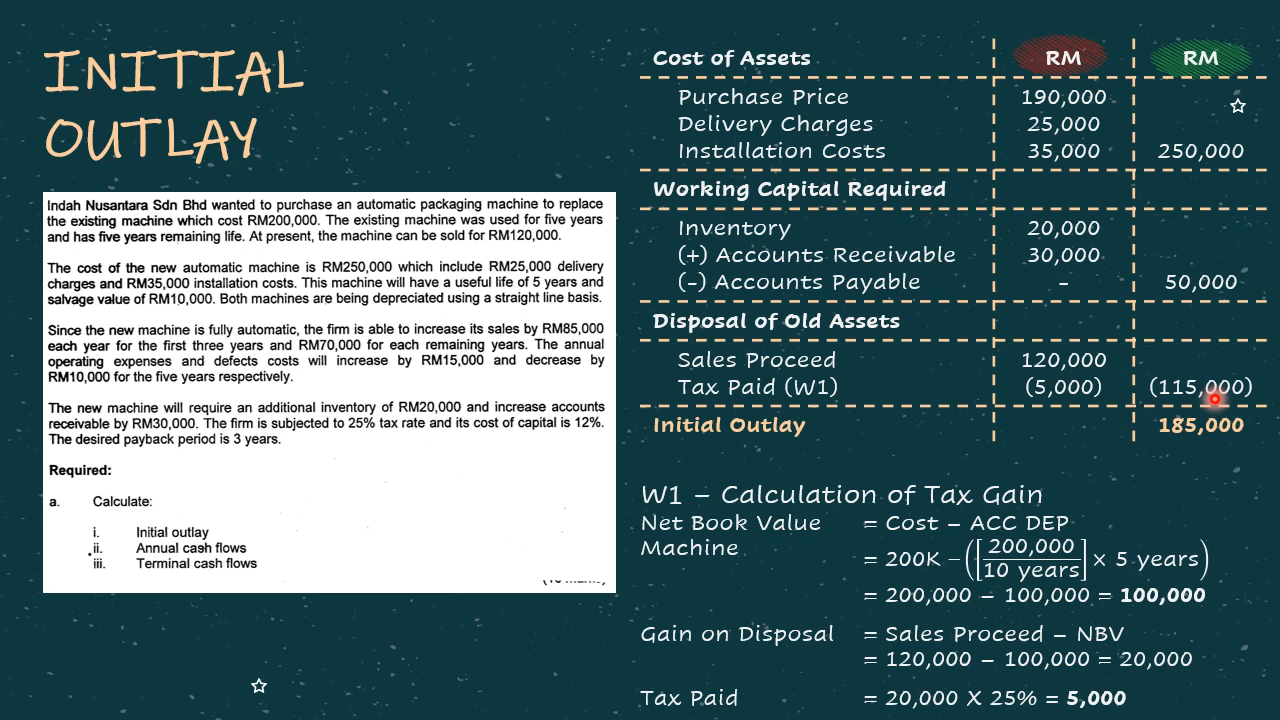 INITIAL
OUTLAY
Indah Nusantara Sdn Bhd wanted to purchase an automatic packaging machine to replace
the existing machine which cost RM200,000. The existing machine was used for five years
and has five years remaining life. At present, the machine can be sold for RM120,000.
The cost of the new automatic machine is RM250,000 which include RM25,000 delivery
charges and RM35,000 installation costs. This machine will have a useful life of 5 years and
salvage value of RM10,000. Both machines are being depreciated using a straight line basis.
Since the new machine is fully automatic, the firm is able to increase its sales by RM85,000
each year for the first three years and RM70,000 for each remaining years. The annual
operating expenses and defects costs will increase by RM15,000 and decrease by
RM10,000 for the five years respectively.
The new machine will require an additional inventory of RM20,000 and increase accounts
receivable by RM30,000. The firm is subjected to 25% tax rate and its cost of capital is 12%.
The desired payback period is 3 years.
Required:
a. Calculate:
i. Initial outlay
ii. Annual cash flows
iii. Terminal cash flows
Cost of Assets RM RM
Purchase Price 190,000
Delivery Charges 25,000
Installation Costs 35,000 250,000
Working Capital Required
Inventory 20,000
(+) Accounts Receivable 30,000
(-) Accounts Payable - 50,000
Disposal of Old Assets
Sales Proceed 120,000
Tax Paid (W1) (5,000) (115,000)
Initial Outlay 185,000
W1 – Calculation of Tax Gain
Net Book Value = Cost – ACC DEP
Machine = 200K – ([200,000/10 years] × 5 years)
= 200,000 – 100,000 = 100,000
Gain on Disposal = Sales Proceed – NBV
= 120,000 – 100,000 = 20,000
Tax Paid = 20,000 X 25% = 5,000